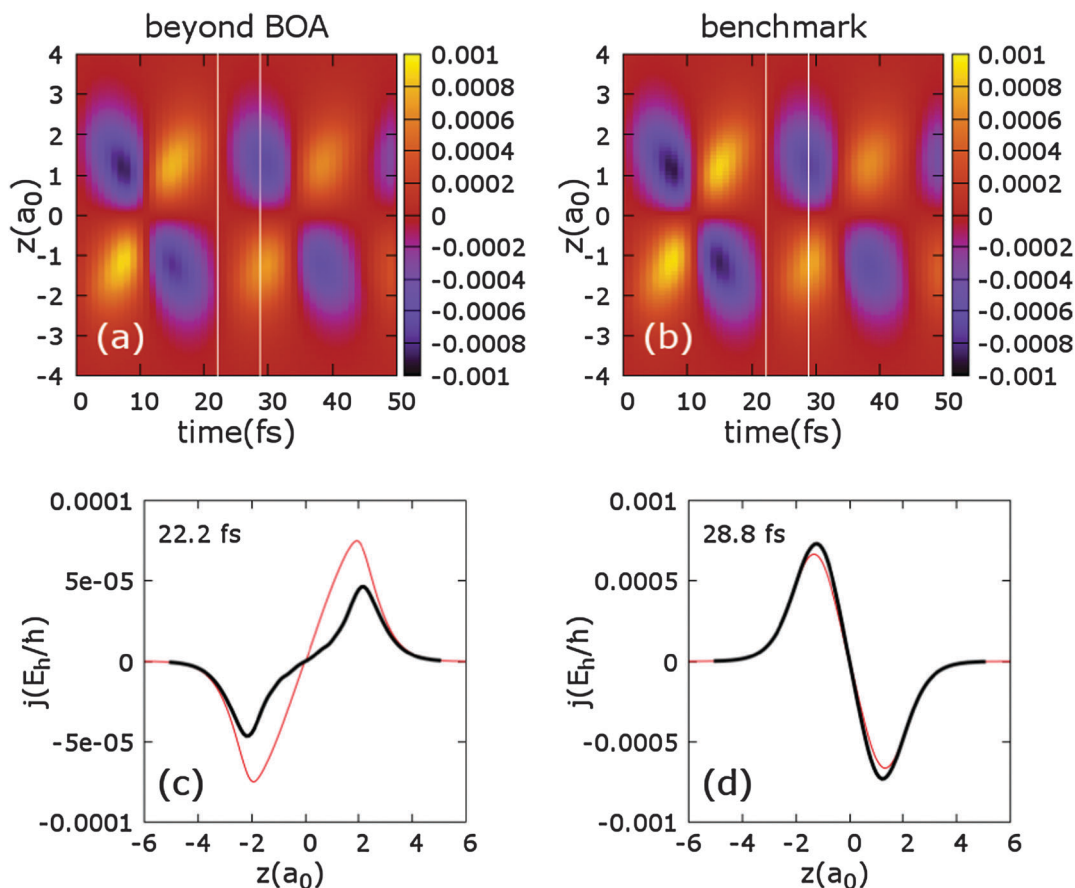 beyond BOA
benchmark
4
3
2
1
0
-1
-2
-3
-4
z(a0)
(a)
0 10 20 30 40 50
time(fs)
0.001
0.0008
0.0006
0.0004
0.0002
0
-0.0002
-0.0004
-0.0006
-0.0008
-0.001
4
3
2
1
0
-1
-2
-3
-4
z(a0)
(b)
0 10 20 30 40 50
time(fs)
0.001
0.0008
0.0006
0.0004
0.0002
0
-0.0002
-0.0004
-0.0006
-0.0008
-0.001
0.0001
5e-05
0
-5e-05
-0.0001
j(Eh/ħ)
22.2 fs
(c)
-6 -4 -2 0 2 4 6
z(a0)
0.001
0.0005
0
-0.0005
-0.001
j(Eh/ħ)
28.8 fs
(d)
-6 -4 -2 0 2 4 6
z(a0)